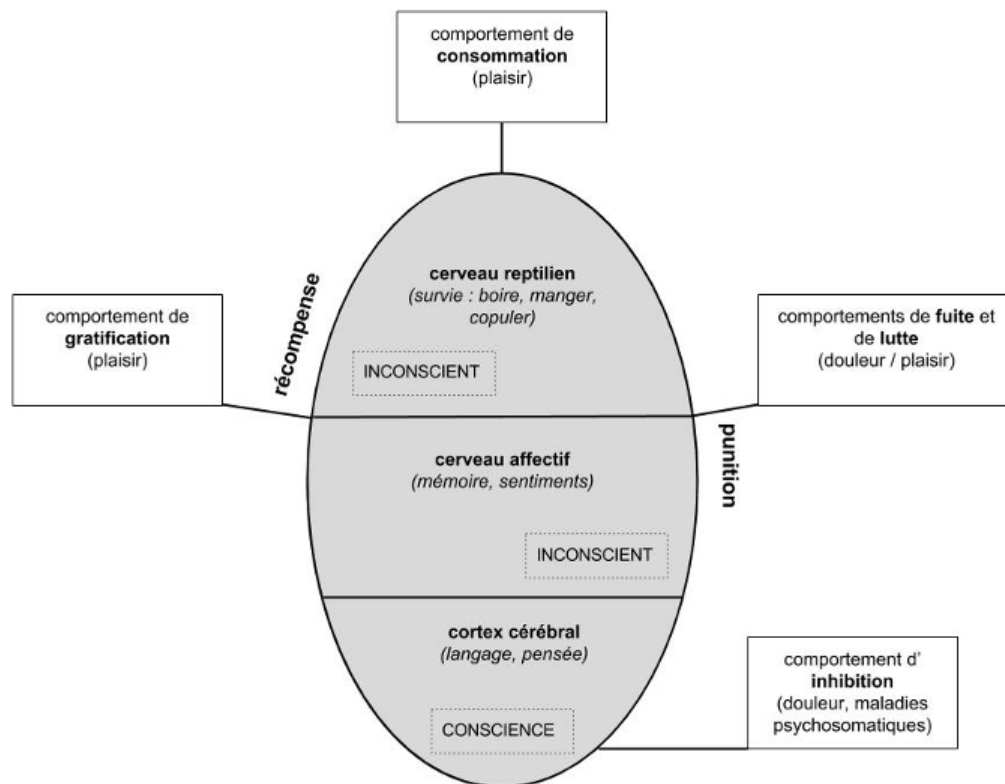 comportement de
consommation
(plaisir)
cerveau reptilien
(survie : boire, manger,
copuler)
INCONSCIENT
récompense
comportement de
gratification
(plaisir)
comportements de fuite et
de lutte
(douleur / plaisir)
punition
cerveau affectif
(mémoire, sentiments)
INCONSCIENT
cortex cérébral
(langage, pensée)
CONSCIENCE
comportement d'
inhibition
(douleur, maladies
psychosomatiques)